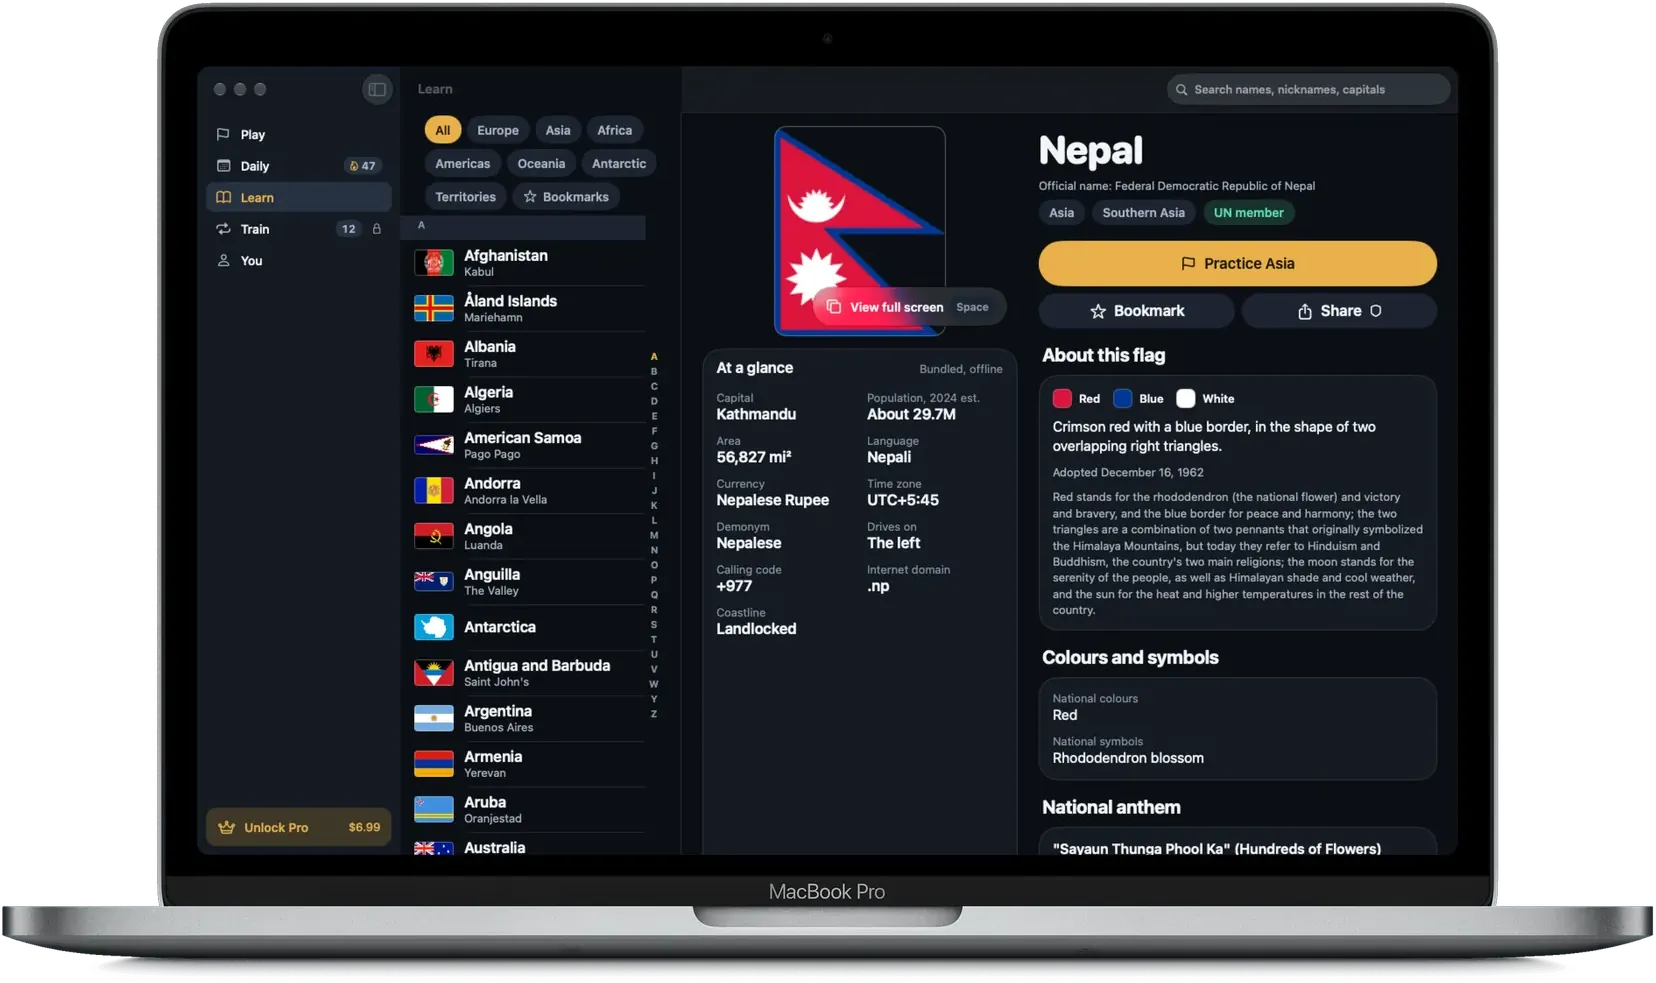 Play
Daily
47
Learn
Train
12
You
Unlock Pro
$6.99
Learn
All
Europe
Asia
Africa
Americas
Oceania
Antarctic
Territories
Bookmarks
A
Afghanistan
Kabul
Åland Islands
Mariehamn
Albania
Tirana
Algeria
Algiers
American Samoa
Pago Pago
Andorra
Andorra la Vella
Angola
Luanda
Anguilla
The Valley
Antarctica
Antigua and Barbuda
Saint John's
Argentina
Buenos Aires
Armenia
Yerevan
Aruba
Oranjestad
Australia
A
B
C
D
E
F
G
H
I
J
K
L
M
N
O
P
Q
R
S
T
U
V
W
Y
Z
Search names, nicknames, capitals
View full screen Space
At a glance
Bundled, offline
Capital
Kathmandu
Population, 2024 est.
About 29.7M
Area
56,827 mi²
Language
Nepali
Currency
Nepalese Rupee
Time zone
UTC+5:45
Demonym
Nepalese
Drives on
The left
Calling code
+977
Internet domain
.np
Coastline
Landlocked
Nepal
Official name: Federal Democratic Republic of Nepal
Asia
Southern Asia
UN member
Practice Asia
Bookmark
Share
About this flag
Red
Blue
White
Crimson red with a blue border, in the shape of two
overlapping right triangles.
Adopted December 16, 1962
Red stands for the rhododendron (the national flower) and victory
and bravery, and the blue border for peace and harmony; the two
triangles are a combination of two pennants that originally symbolized
the Himalaya Mountains, but today they refer to Hinduism and
Buddhism, the country's two main religions; the moon stands for the
serenity of the people, as well as Himalayan shade and cool weather,
and the sun for the heat and higher temperatures in the rest of the
country.
Colours and symbols
National colours
Red
National symbols
Rhododendron blossom
National anthem
"Sayaun Thunga Phool Ka" (Hundreds of Flowers)
MacBook Pro